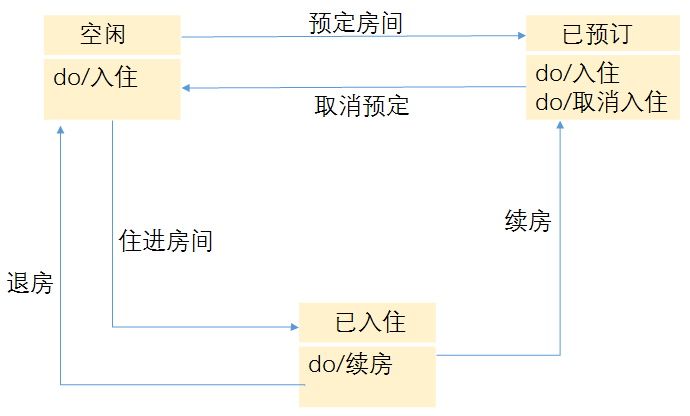 空闲
预定房间
已预订
do/入住
do/入住
do/取消入住
取消预定
续房
住进房间
退房
已入住
do/续房